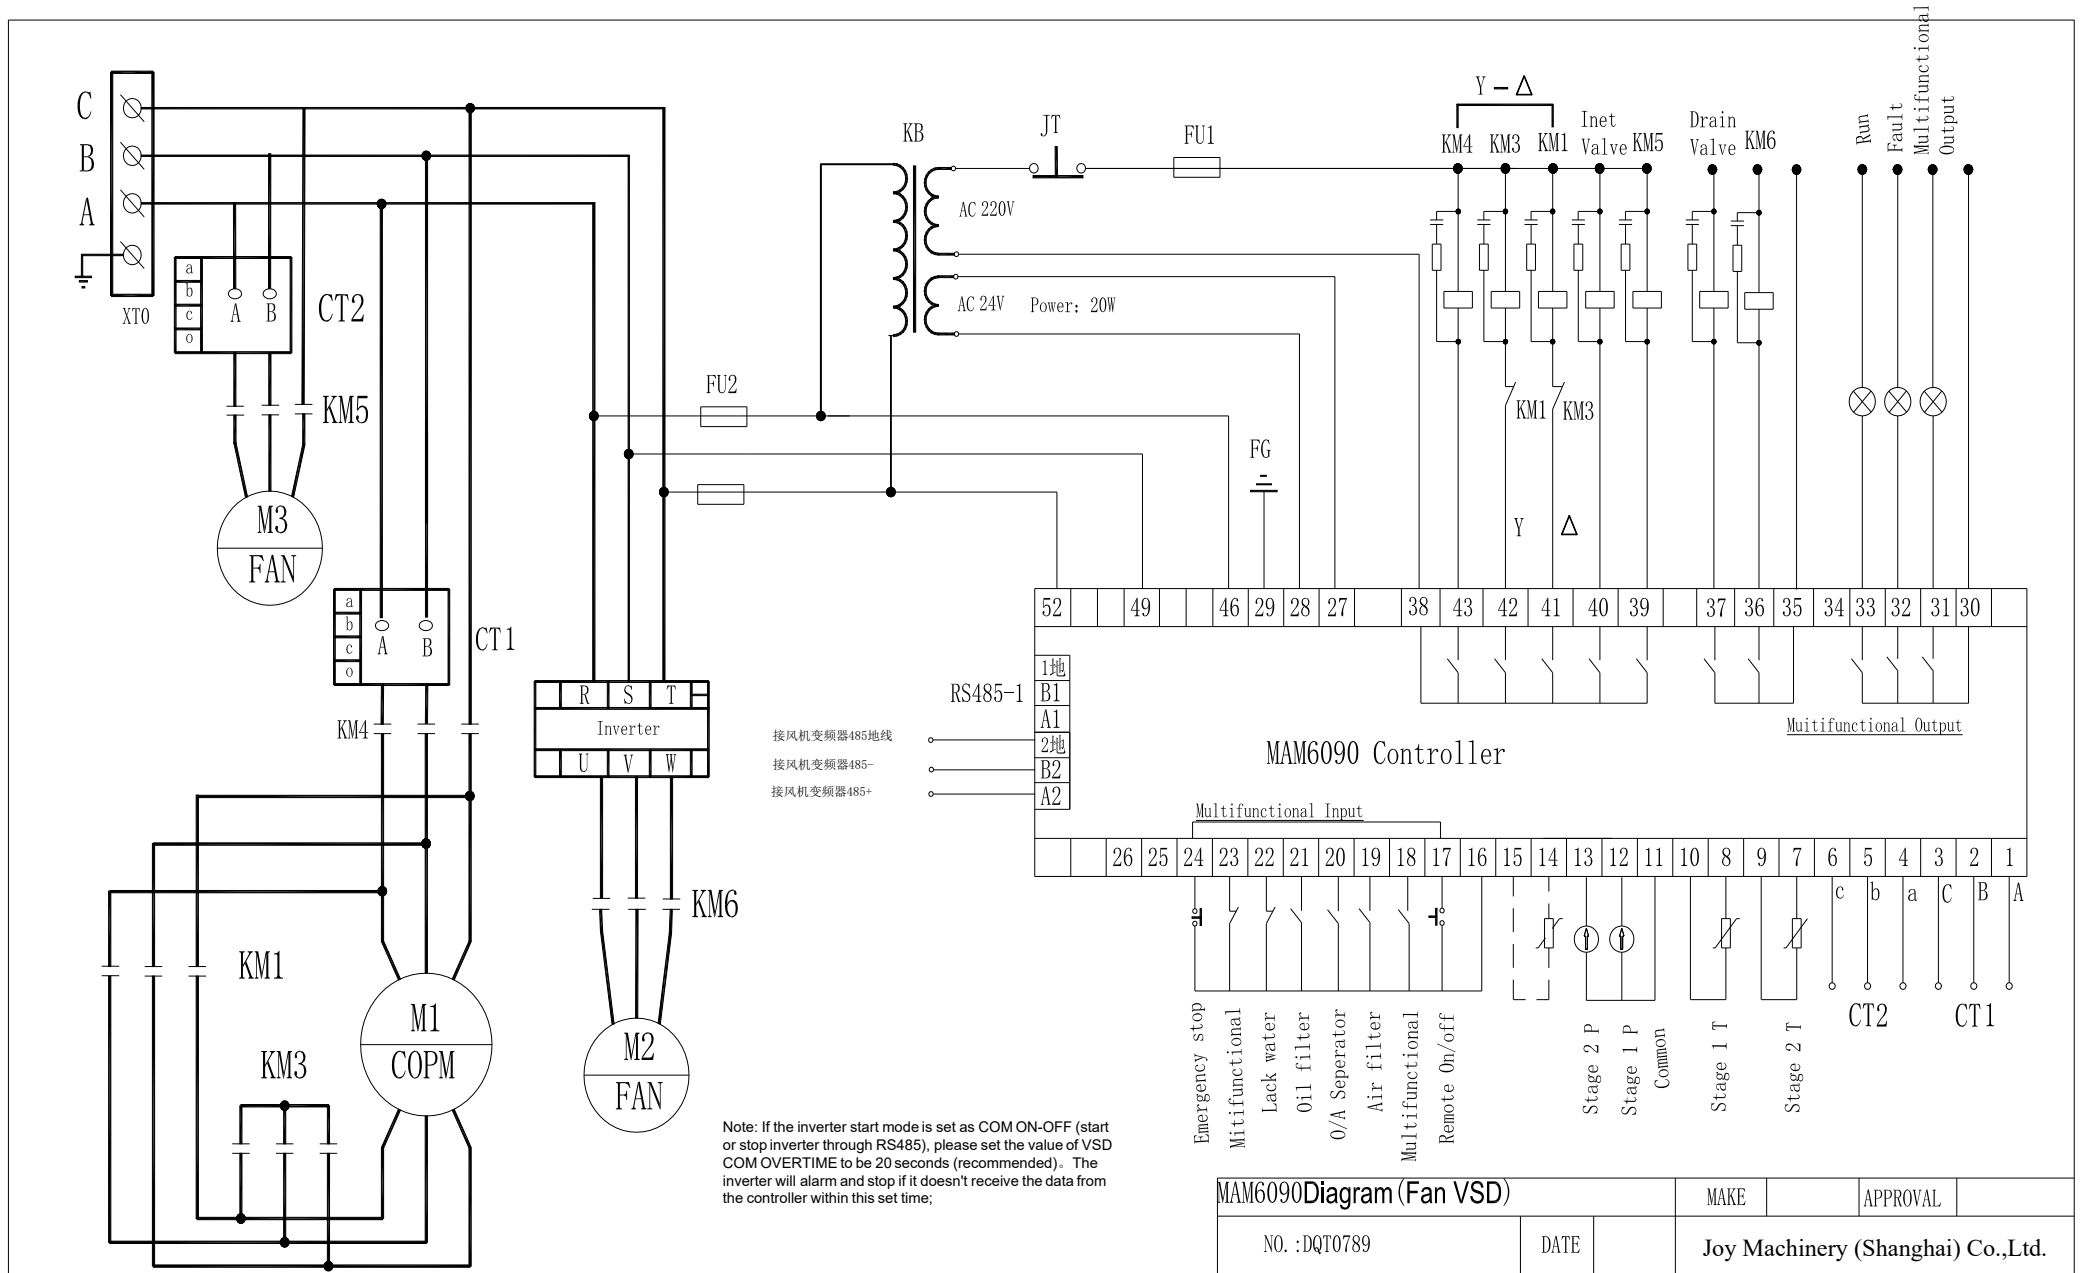 C
B
A
XT0
a
b
c
o
A B
CT2
KM5
M3
FAN
a
b
c
o
A B
CT1
KM4
KM1
KM3
M1
COPM
R S T
Inverter
U V W
KM6
M2
FAN
FU2
KB
AC 220V
AC 24V Power: 20W
JT
FU1
Y - Δ
KM4 KM3 KM1
Inet
Valve
KM5
Drain
Valve
KM6
Run
Fault
Multifunctional
Output
KM1 KM3
FG
Y Δ
52 49 46 29 28 27 38 43 42 41 40 39 37 36 35 34 33 32 31 30
RS485-1
1地
B1
A1
2地
B2
A2
接风机变频器485地线
接风机变频器485-
接风机变频器485+
Muitifunctional Output
MAM6090 Controller
Multifunctional Input
26 25 24 23 22 21 20 19 18 17 16 15 14 13 12 11 10 8 9 7 6 5 4 3 2 1
c b a C B A
CT2 CT1
Emergency stop
Mitifunctional
Lack water
Oil filter
O/A Seperator
Air filter
Multifunctional
Remote On/off
Stage 2 P
Stage 1 P
Common
Stage 1 T
Stage 2 T
Note: If the inverter start mode is set as COM ON-OFF (start
or stop inverter through RS485), please set the value of VSD
COM OVERTIME to be 20 seconds (recommended)。The
inverter will alarm and stop if it doesn't receive the data from
the controller within this set time;
MAM6090Diagram(Fan VSD)
MAKE APPROVAL
NO.:DQT0789 DATE
Joy Machinery (Shanghai) Co.,Ltd.